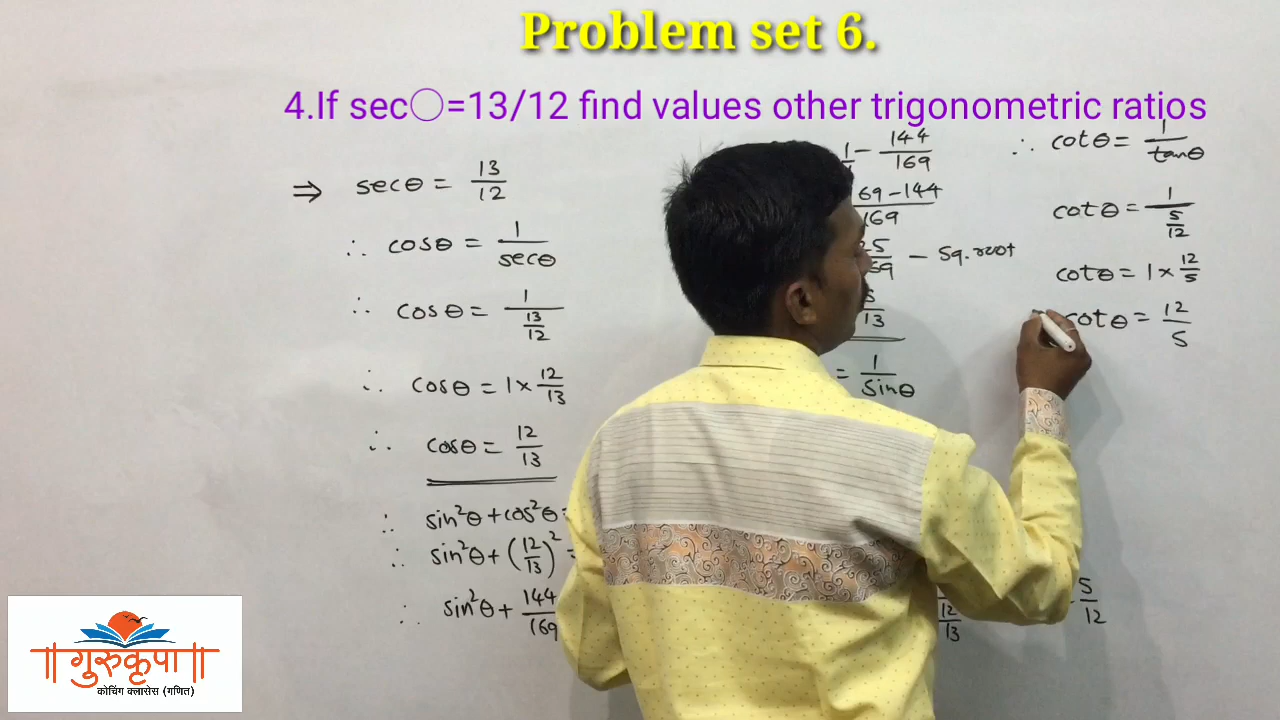 Problem set 6.
4.If sec◯=13/12 find values other trigonometric ratios
⇒ secθ = 13/12
∴ cosθ = 1/secθ
∴ cosθ = 1/(13/12)
∴ cosθ = 1 × 12/13
∴ cosθ = 12/13
∴ sin²θ + cos²θ =
∴ sin²θ + (12/13)² =
∴ sin²θ + 144/169
1/1 − 144/169
69 − 144/169
− sq. root
/13
= 1/sinθ
12/13
5/12
∴ cotθ = 1/tanθ
cotθ = 1/(5/12)
cotθ = 1 × 12/5
cotθ = 12/5
गुरुकृपा
कोचिंग क्लासेस (गणित)